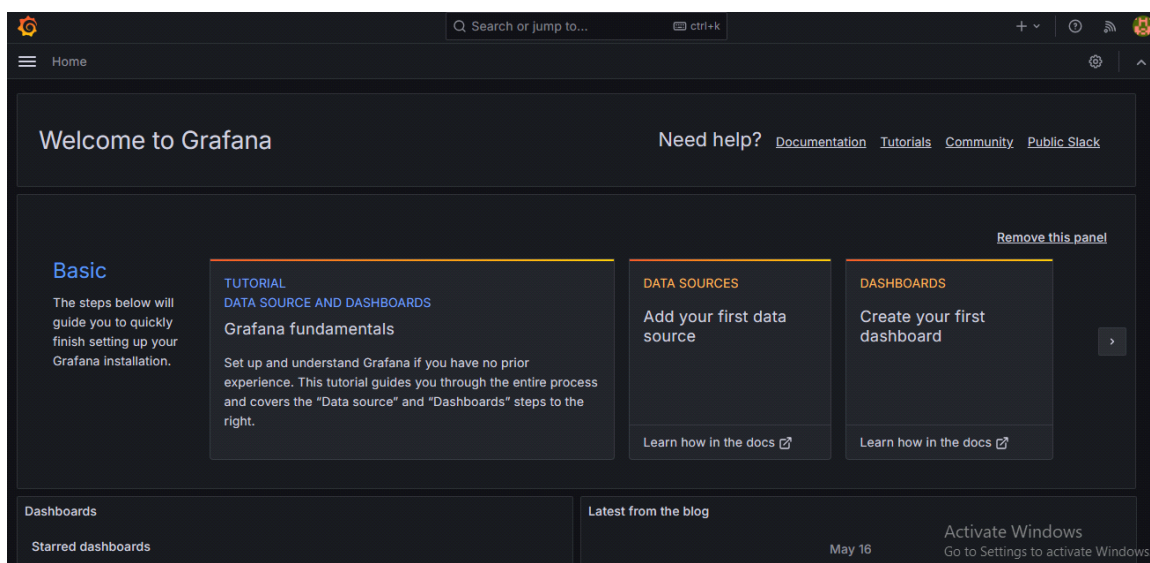 Search or jump to... ctrl+k
Home
Welcome to Grafana
Need help? Documentation Tutorials Community Public Slack
Remove this panel
Basic
The steps below will
guide you to quickly
finish setting up your
Grafana installation.
TUTORIAL
DATA SOURCE AND DASHBOARDS
Grafana fundamentals
Set up and understand Grafana if you have no prior
experience. This tutorial guides you through the entire process
and covers the “Data source” and “Dashboards” steps to the
right.
DATA SOURCES
Add your first data
source
Learn how in the docs
DASHBOARDS
Create your first
dashboard
Learn how in the docs
Dashboards
Starred dashboards
Latest from the blog
May 16
Activate Windows
Go to Settings to activate Windows